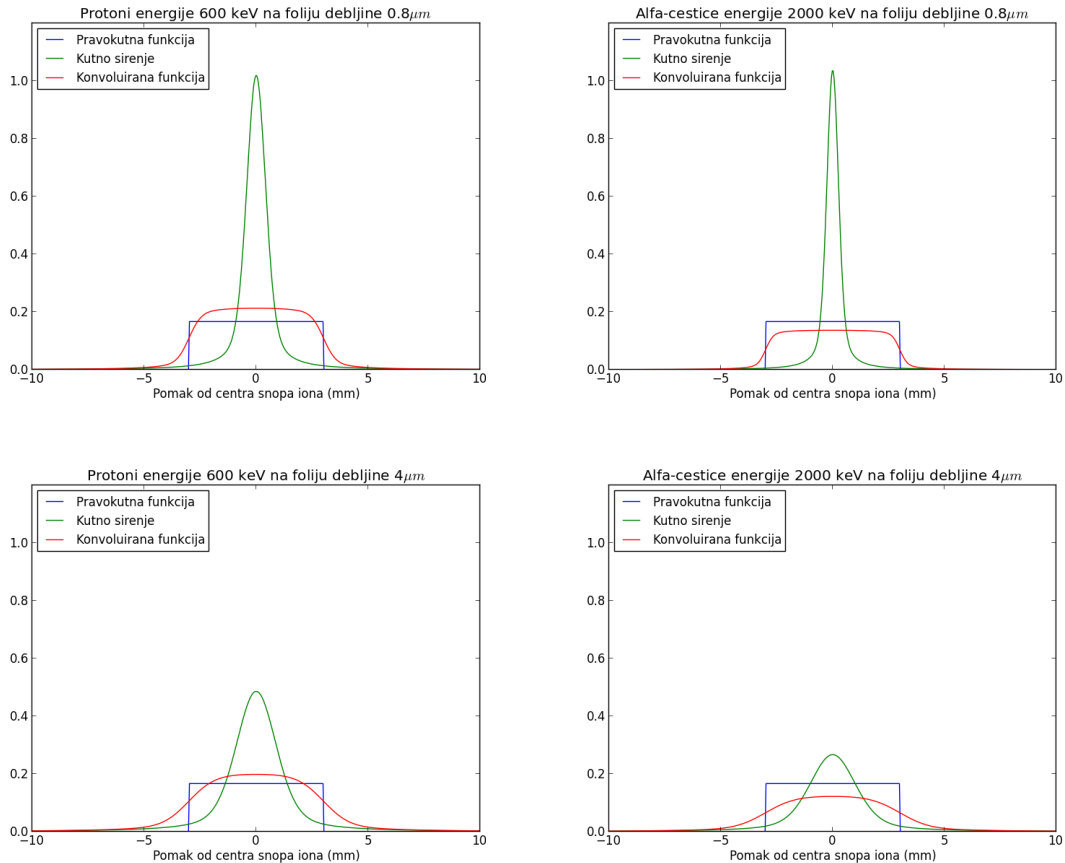 Protoni energije 600 keV na foliju debljine 0.8μm
Pravokutna funkcija
Kutno sirenje
Konvoluirana funkcija
1.0
0.8
0.6
0.4
0.2
0.0
−10 −5 0 5 10
Pomak od centra snopa iona (mm)
Alfa-cestice energije 2000 keV na foliju debljine 0.8μm
Pravokutna funkcija
Kutno sirenje
Konvoluirana funkcija
1.0
0.8
0.6
0.4
0.2
0.0
−10 −5 0 5 10
Pomak od centra snopa iona (mm)
Protoni energije 600 keV na foliju debljine 4μm
Pravokutna funkcija
Kutno sirenje
Konvoluirana funkcija
1.0
0.8
0.6
0.4
0.2
0.0
−10 −5 0 5 10
Pomak od centra snopa iona (mm)
Alfa-cestice energije 2000 keV na foliju debljine 4μm
Pravokutna funkcija
Kutno sirenje
Konvoluirana funkcija
1.0
0.8
0.6
0.4
0.2
0.0
−10 −5 0 5 10
Pomak od centra snopa iona (mm)